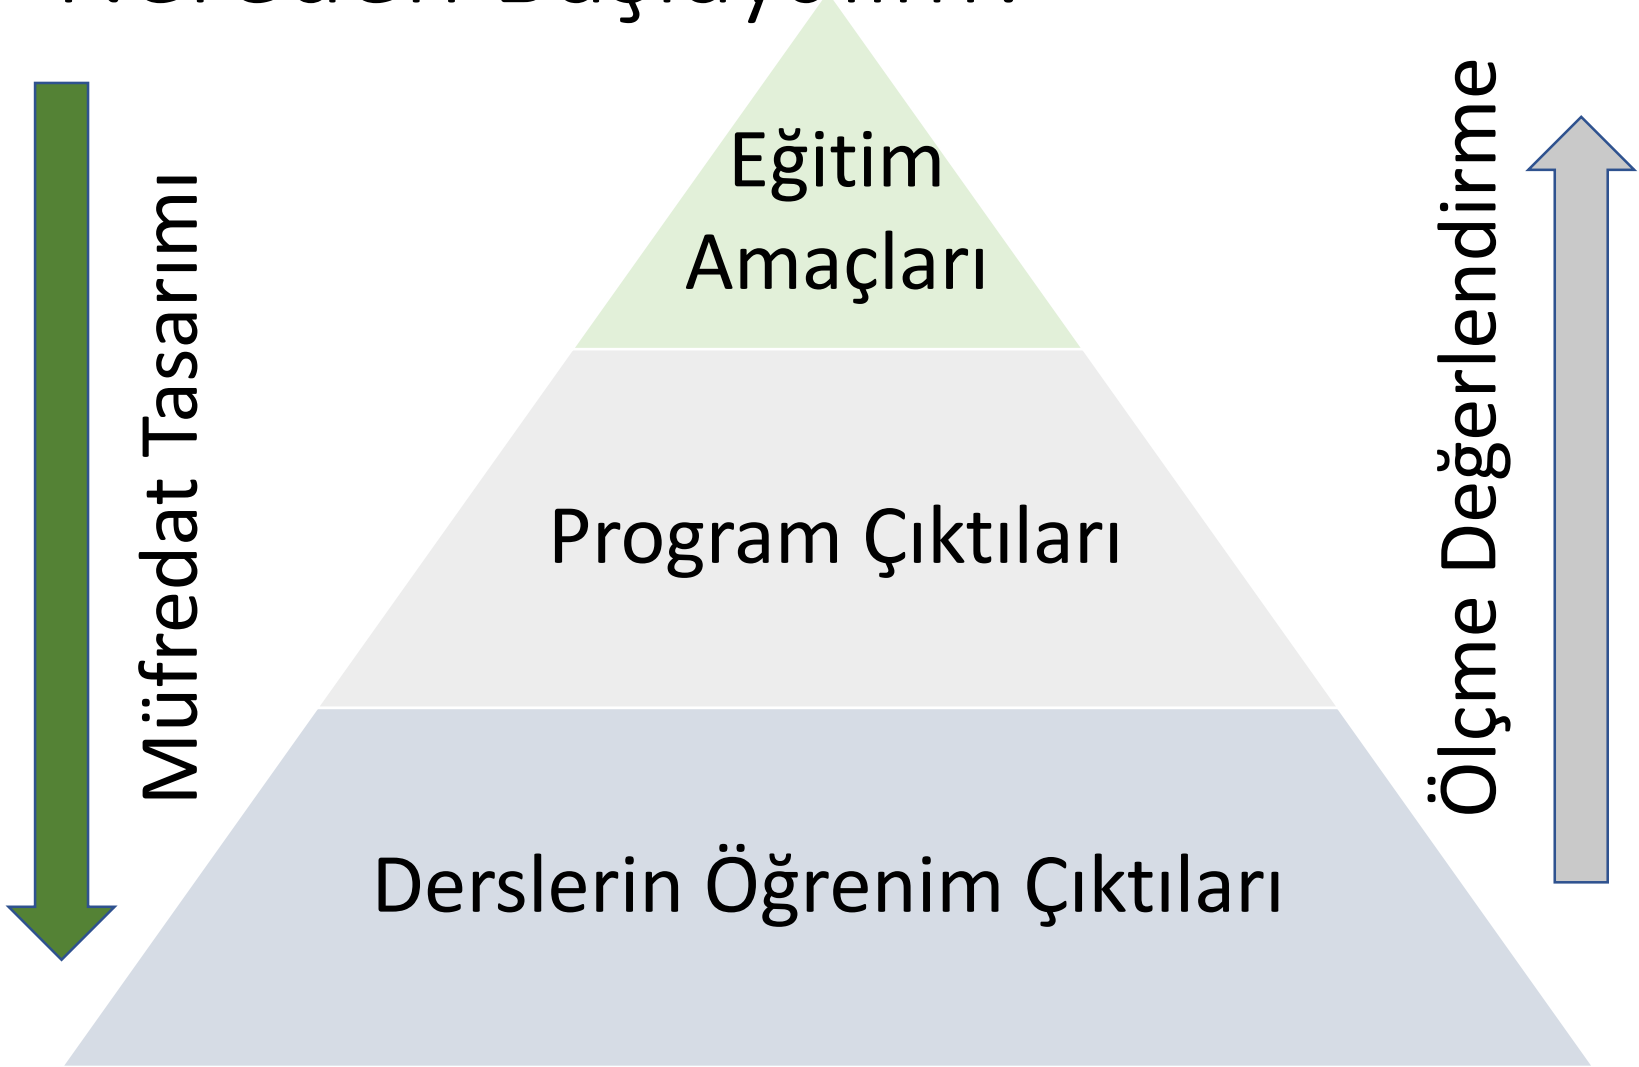 Müfredat Tasarımı
Eğitim
Amaçları
Program Çıktıları
Derslerin Öğrenim Çıktıları
Ölçme Değerlendirme